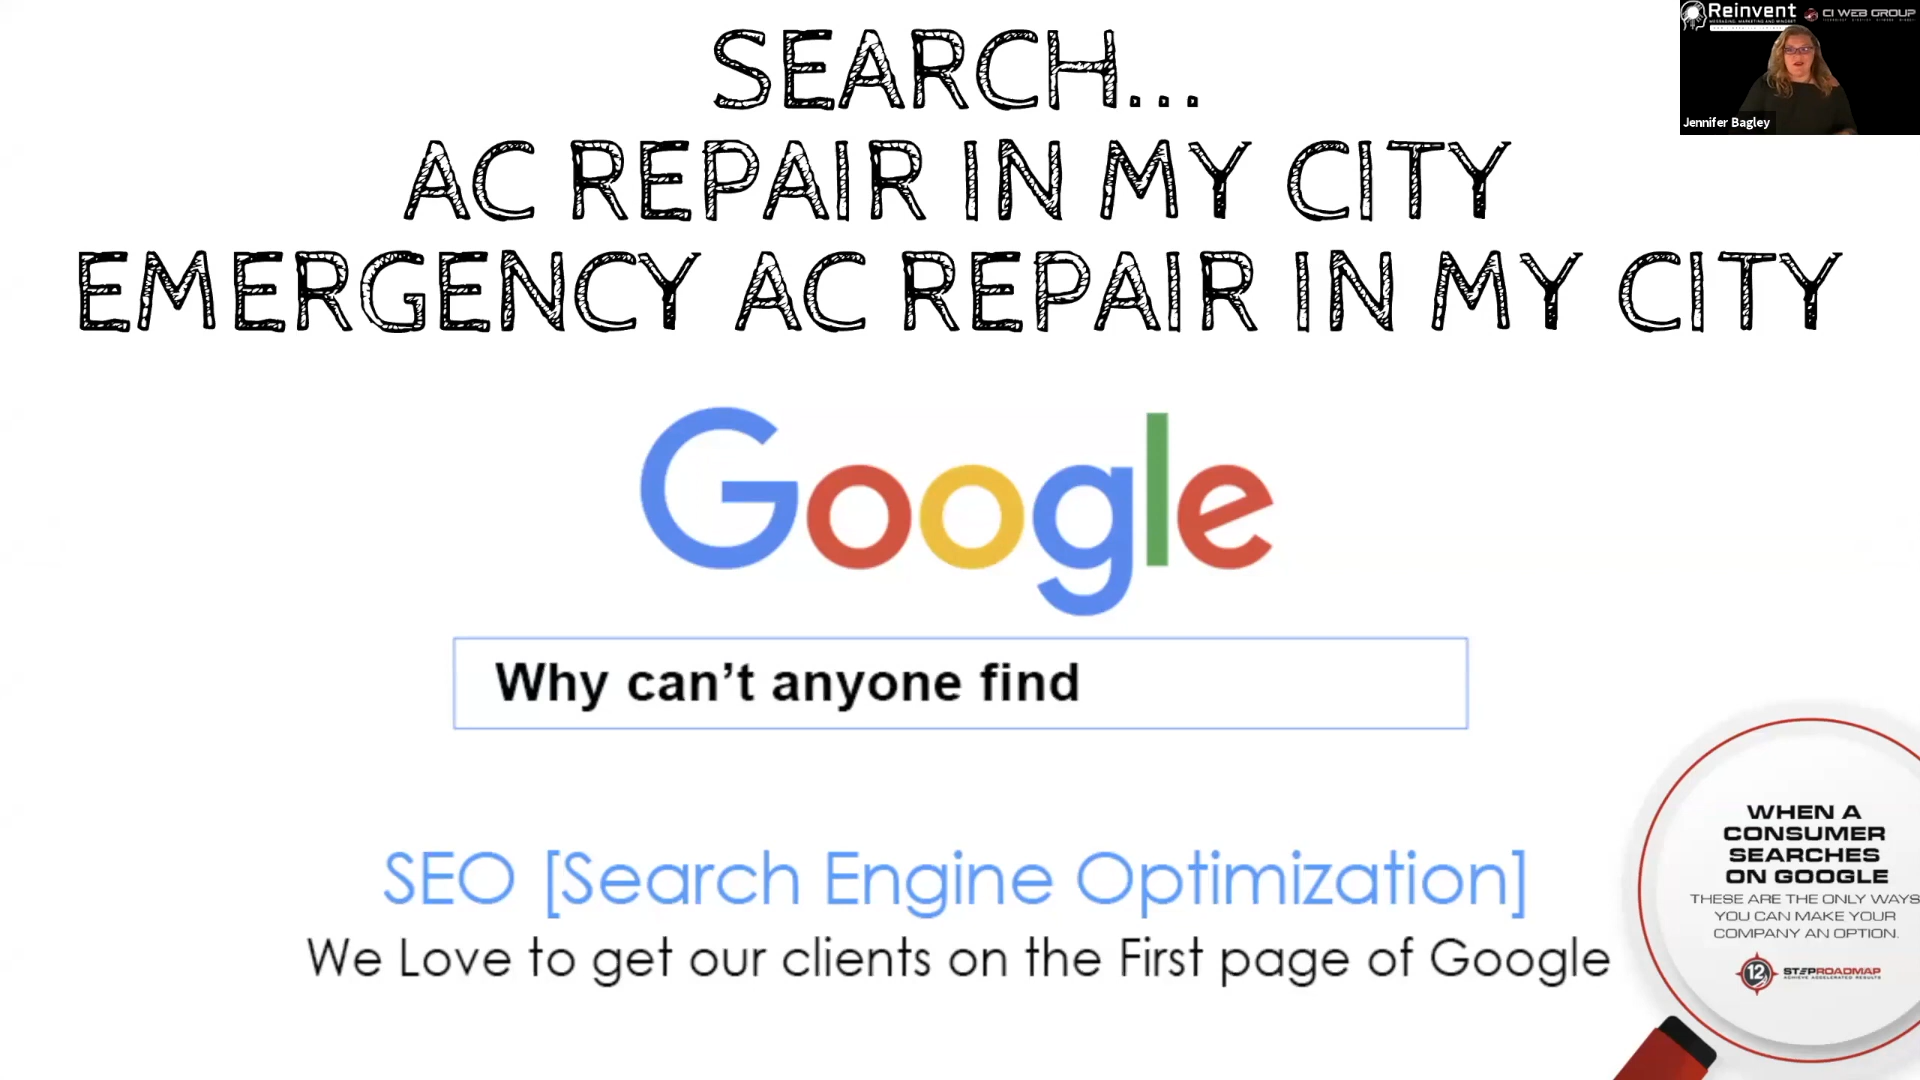 SEARCH...
AC REPAIR IN MY CITY
EMERGENCY AC REPAIR IN MY CITY
Reinvent
CI WEB GROUP
Jennifer Bagley
Google
Why can't anyone find
SEO [Search Engine Optimization]
We Love to get our clients on the First page of Google
WHEN A
CONSUMER
SEARCHES
ON GOOGLE
THESE ARE THE ONLY WAYS
YOU CAN MAKE YOUR
COMPANY AN OPTION.
12 STEPROADMAP
ACHIEVE ACCELERATED RESULTS